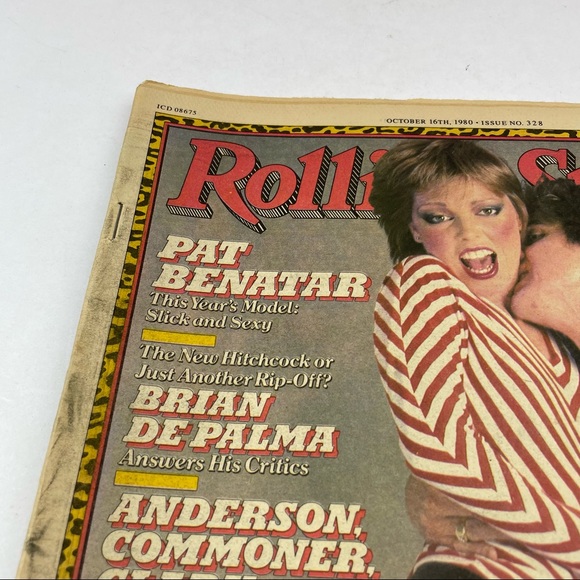 ICD 08675
OCTOBER 16TH, 1980 • ISSUE NO. 328
Rolli
PAT
BENATAR
This Year's Model:
Slick and Sexy
The New Hitchcock or
Just Another Rip-Off?
BRIAN
DE PALMA
Answers His Critics
ANDERSON,
COMMONER,